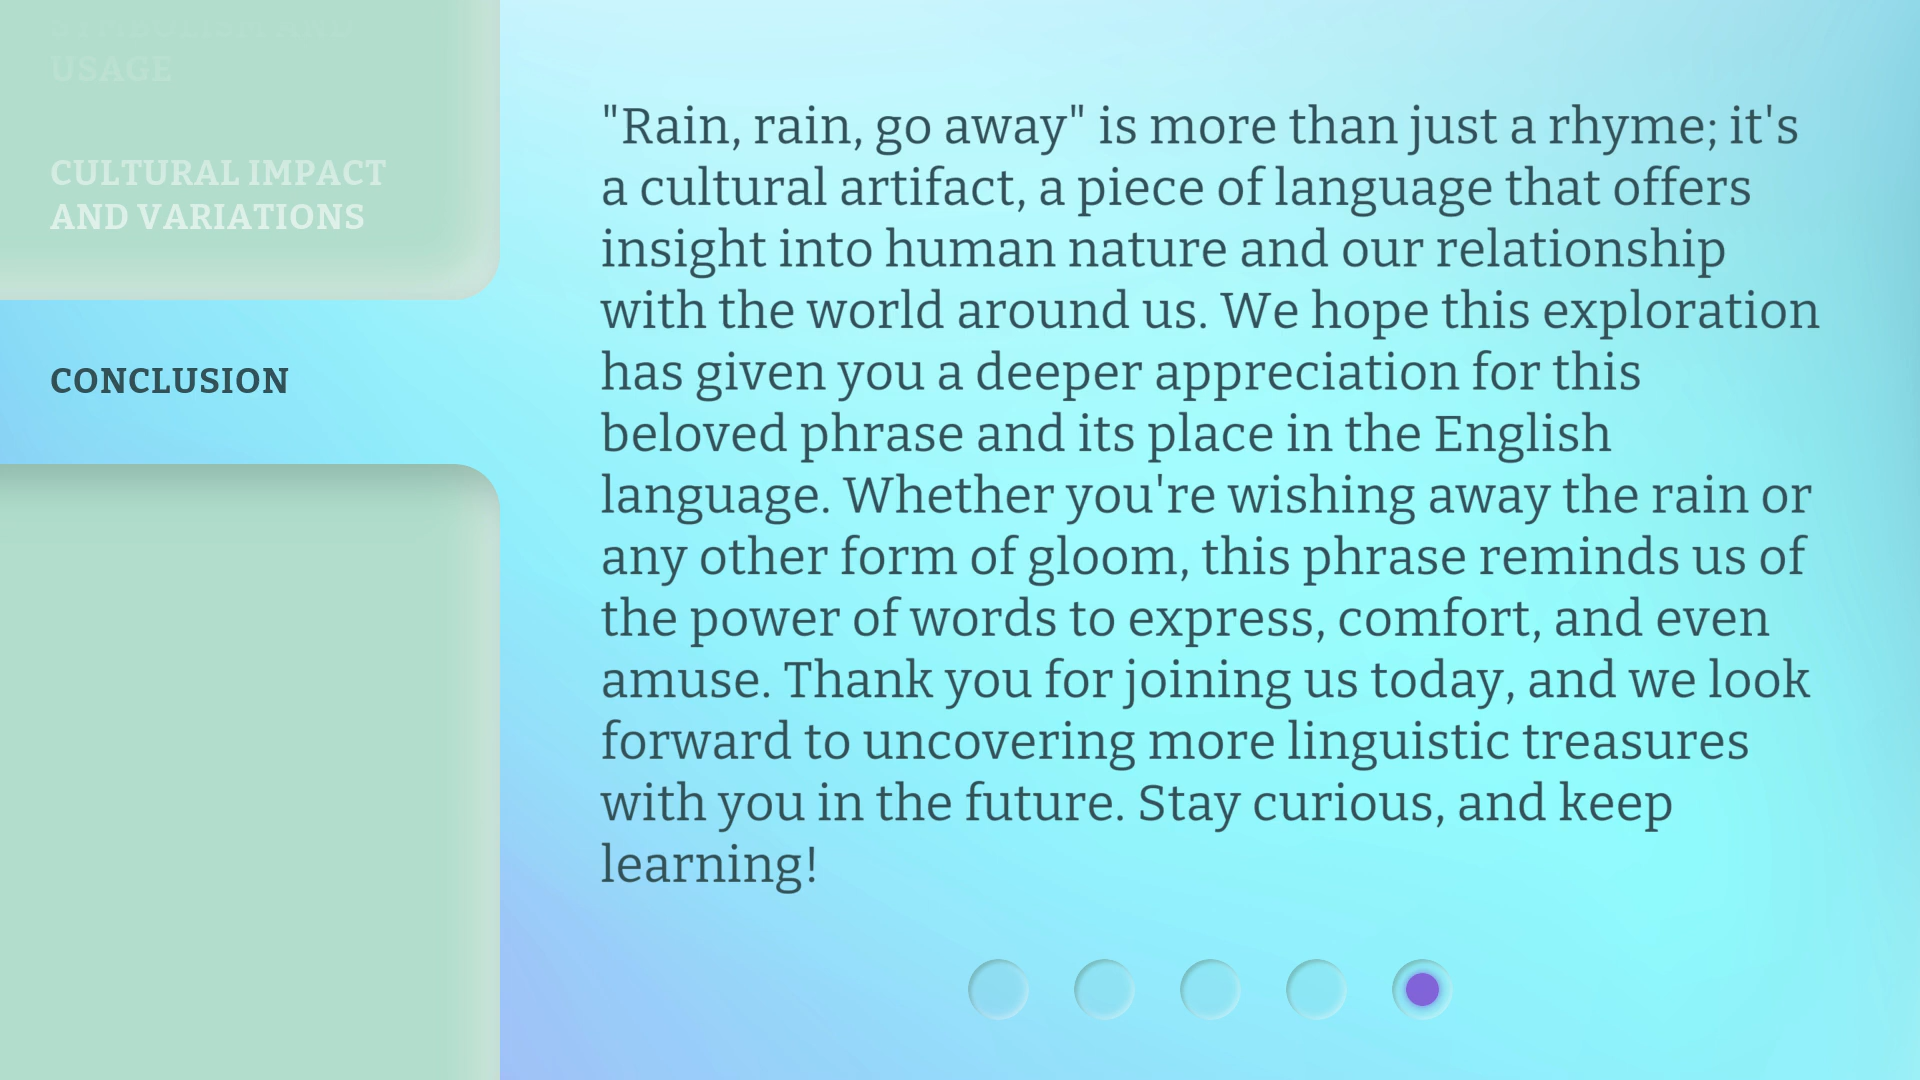 SYMBOLISM AND
USAGE
CULTURAL IMPACT
AND VARIATIONS
CONCLUSION
"Rain, rain, go away" is more than just a rhyme; it's
a cultural artifact, a piece of language that offers
insight into human nature and our relationship
with the world around us. We hope this exploration
has given you a deeper appreciation for this
beloved phrase and its place in the English
language. Whether you're wishing away the rain or
any other form of gloom, this phrase reminds us of
the power of words to express, comfort, and even
amuse. Thank you for joining us today, and we look
forward to uncovering more linguistic treasures
with you in the future. Stay curious, and keep
learning!